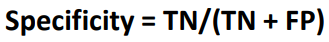 Specificity = TN/(TN + FP)